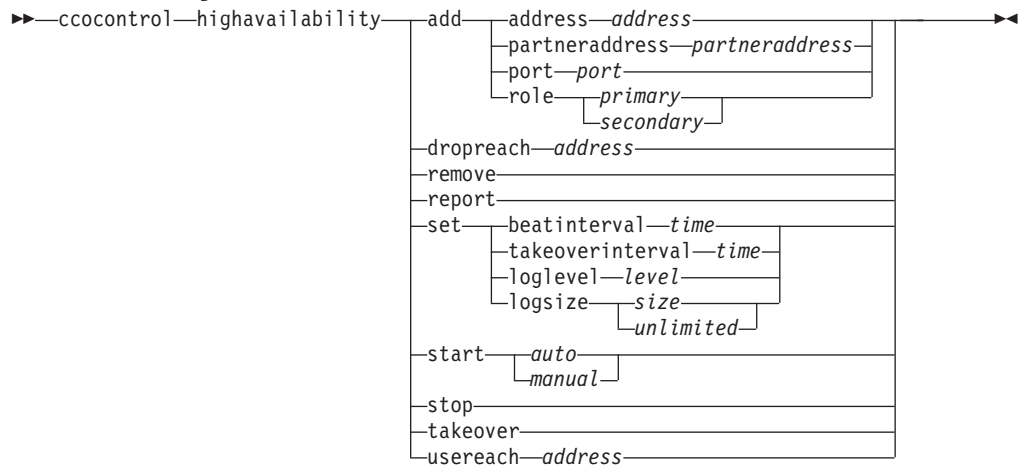 ccocontrol highavailability add address address
partneraddress partneraddress
port port
role primary
secondary
dropreach address
remove
report
set beatinterval time
takeoverinterval time
loglevel level
logsize size
unlimited
start auto
manual
stop
takeover
usereach address